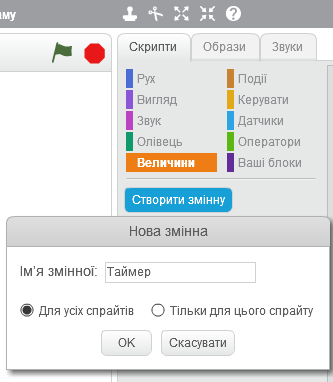 аму
Скрипти Образи Звуки
Рух Події
Вигляд Керувати
Звук Датчики
Олівець Оператори
Величини Ваші блоки
Створити змінну
Нова змінна
Ім'я змінної: Таймер
Для усіх спрайтів Тільки для цього спрайту
OK Скасувати